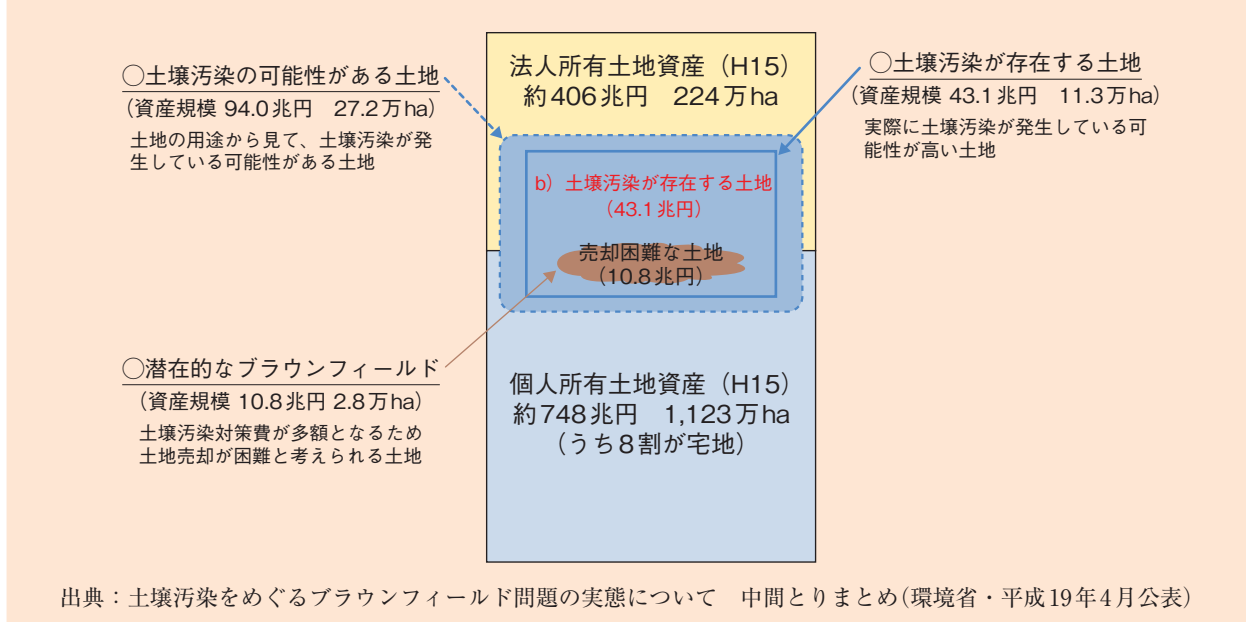 ○土壌汚染の可能性がある土地
(資産規模 94.0兆円 27.2万ha)
土地の用途から見て、土壌汚染が発
生している可能性がある土地
法人所有土地資産(H15)
約406兆円 224万ha
○土壌汚染が存在する土地
(資産規模 43.1兆円 11.3万ha)
実際に土壌汚染が発生している可
能性が高い土地
b)土壌汚染が存在する土地
(43.1兆円)
売却困難な土地
(10.8兆円)
○潜在的なブラウンフィールド
(資産規模 10.8兆円 2.8万ha)
土壌汚染対策費が多額となるため
土地売却が困難と考えられる土地
個人所有土地資産(H15)
約748兆円 1,123万ha
(うち8割が宅地)
出典:土壌汚染をめぐるブラウンフィールド問題の実態について 中間とりまとめ(環境省・平成19年4月公表)